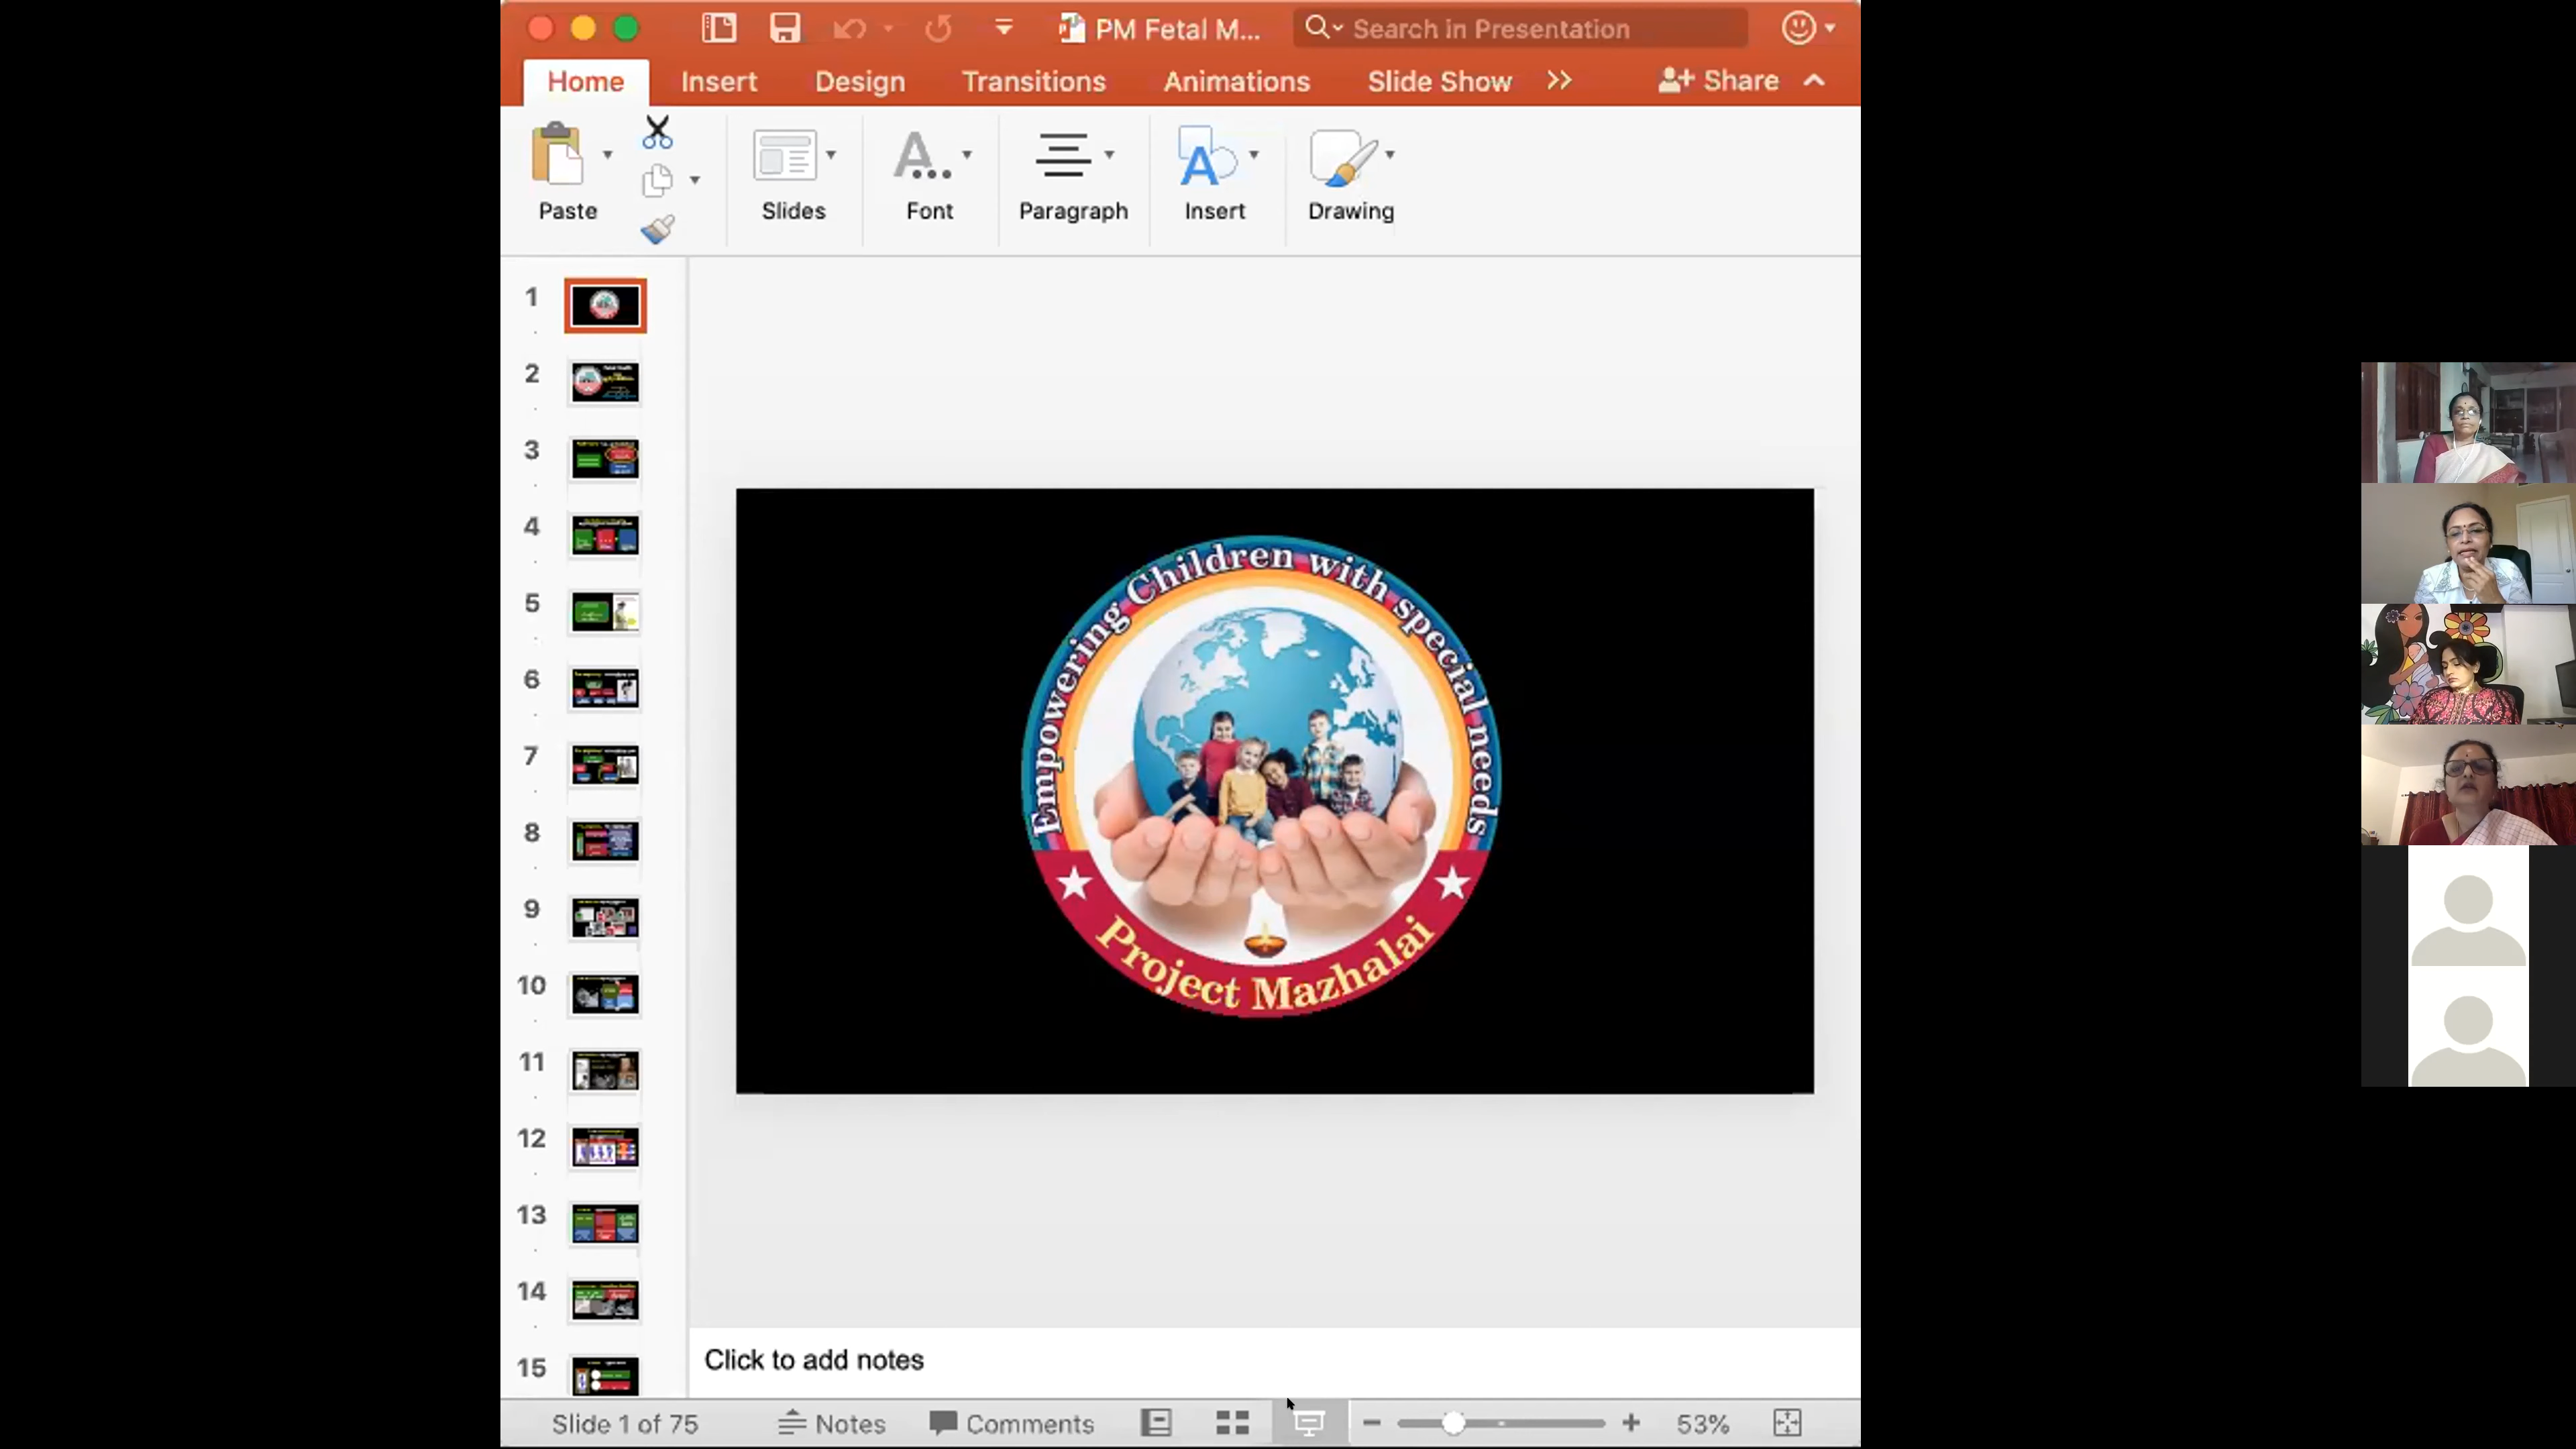 PM Fetal M...
Search in Presentation
Home
Insert
Design
Transitions
Animations
Slide Show
Share
Paste
Slides
Font
Paragraph
Insert
Drawing
1
2
3
4
5
6
7
8
9
10
11
12
13
14
15
Empowering Children with special needs
Project Mazhalai
Click to add notes
Slide 1 of 75
Notes
Comments
53%